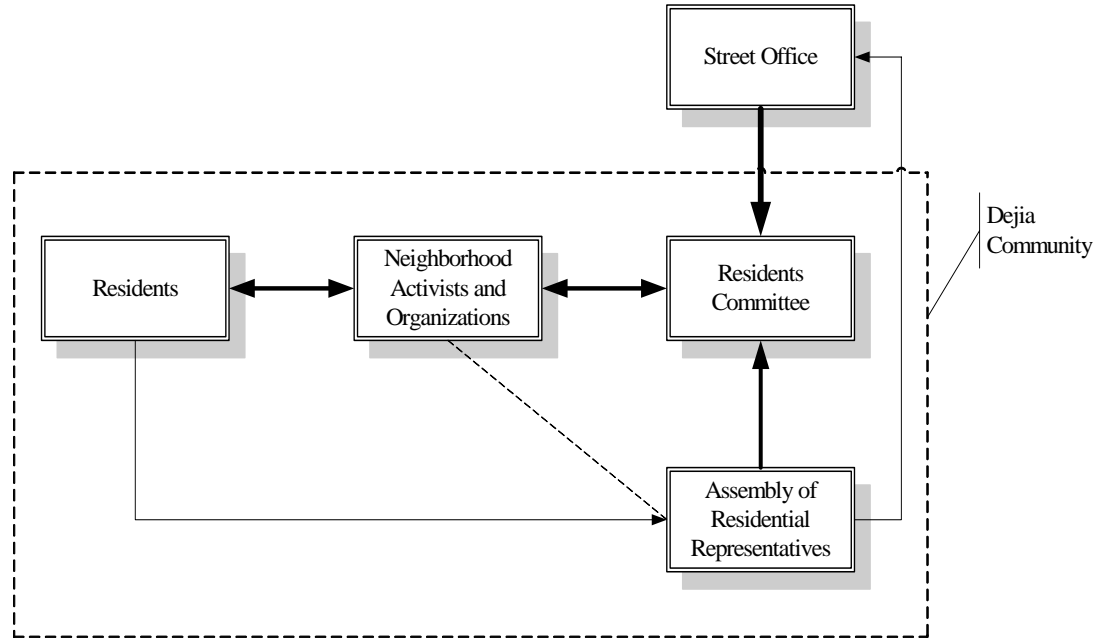 Street Office
Dejia
Community
Residents
Neighborhood
Activists and
Organizations
Residents
Committee
Assembly of
Residential
Representatives